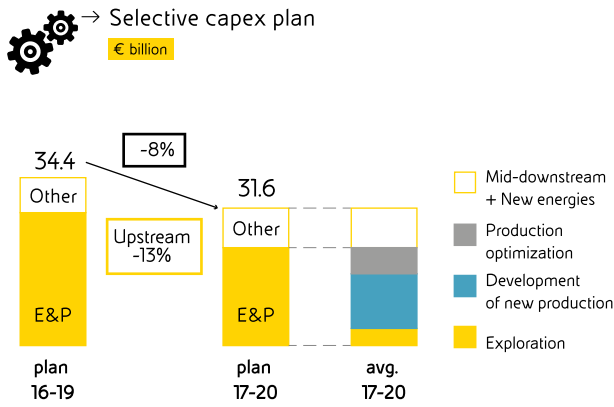 Selective capex plan
€ billion
-8%
34.4
31.6
Other
Upstream
-13%
Other
E&P
E&P
plan
16-19
plan
17-20
avg.
17-20
Mid-downstream
+ New energies
Production
optimization
Development
of new production
Exploration